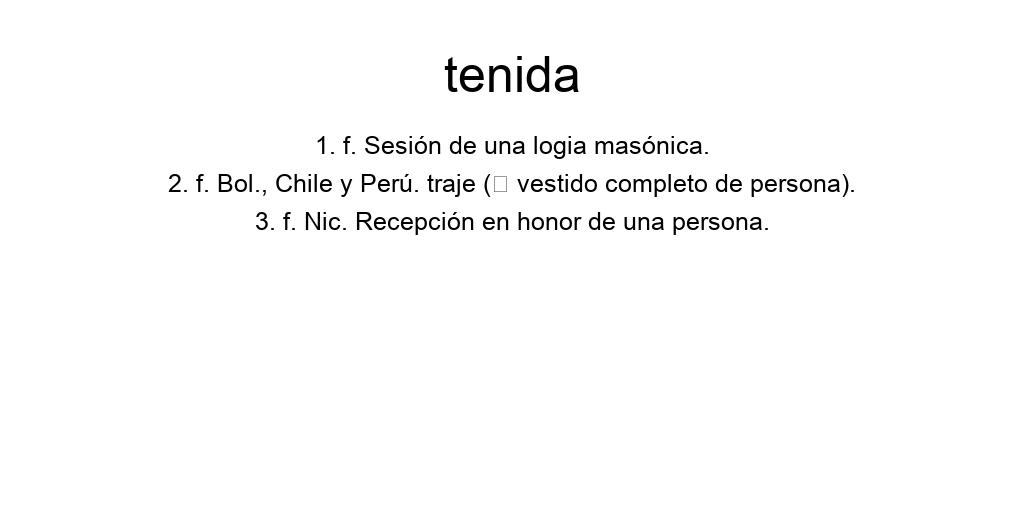 tenida
1. f. Sesión de una logia masónica.
2. f. Bol., Chile y Perú. traje (□ vestido completo de persona).
3. f. Nic. Recepción en honor de una persona.